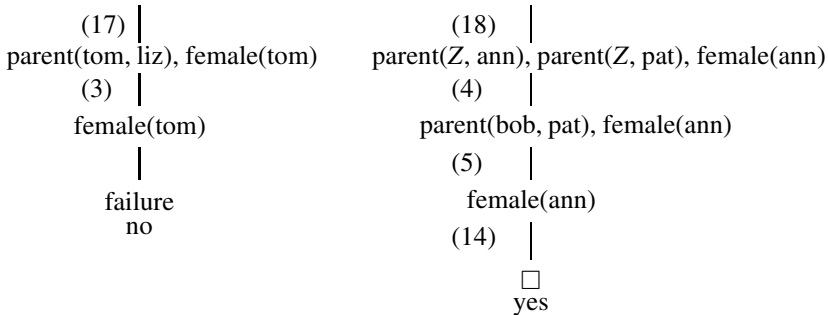 (17)
parent(tom, liz), female(tom)
(3)
female(tom)
failure
no
(18)
parent(Z, ann), parent(Z, pat), female(ann)
(4)
parent(bob, pat), female(ann)
(5)
female(ann)
(14)
□
yes